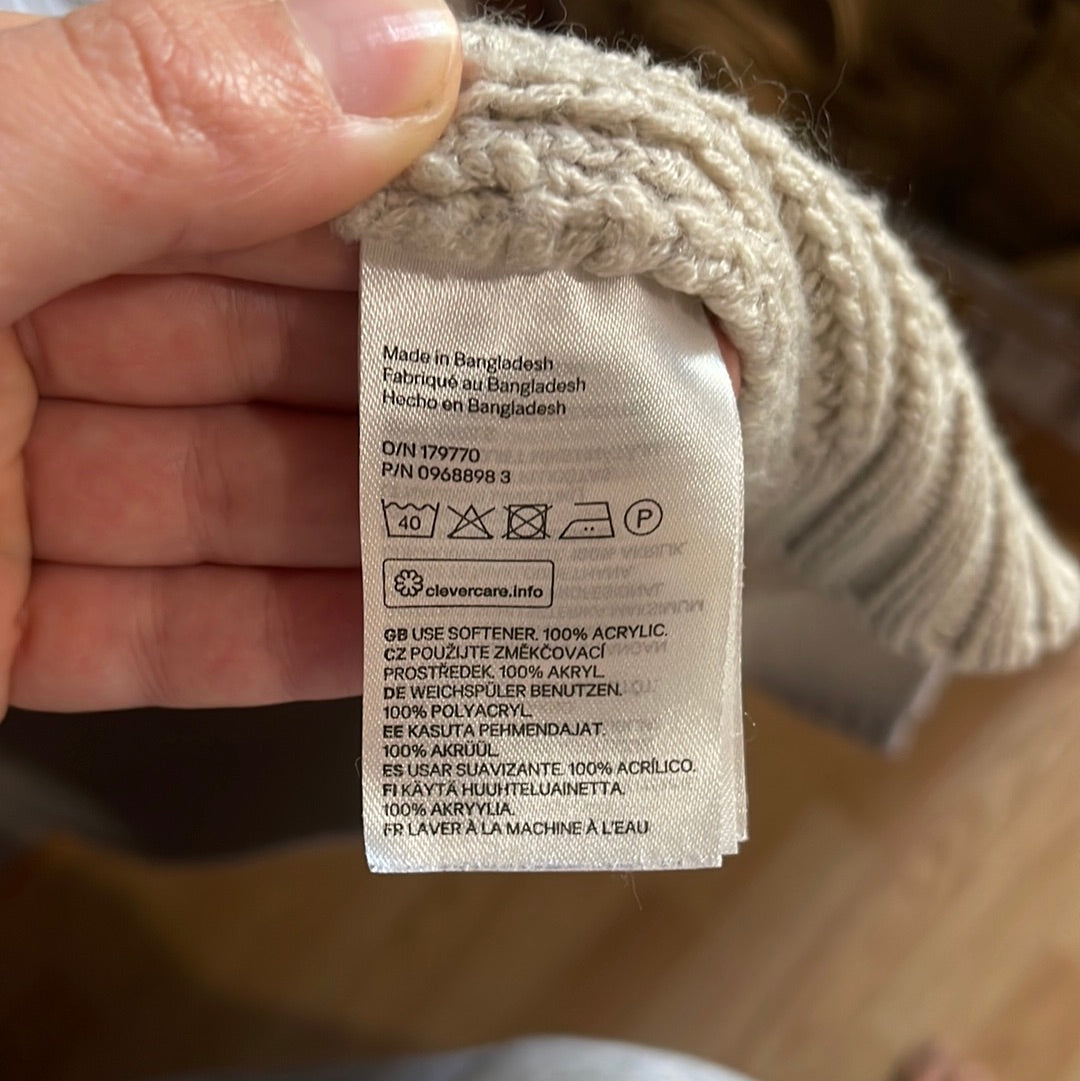 Made in Bangladesh
Fabriqué au Bangladesh
Hecho en Bangladesh
O/N 179770
P/N 0968898 3
40 P
clevercare.info
GB USE SOFTENER. 100% ACRYLIC.
CZ POUŽIJTE ZMĚKČOVACÍ
PROSTŘEDEK. 100% AKRYL.
DE WEICHSPÜLER BENUTZEN.
100% POLYACRYL.
EE KASUTA PEHMENDAJAT.
100% AKRÜÜL.
ES USAR SUAVIZANTE. 100% ACRÍLICO.
FI KÄYTÄ HUUHTELUAINETTA.
100% AKRYYLIA.
FR LAVER À LA MACHINE À L'EAU